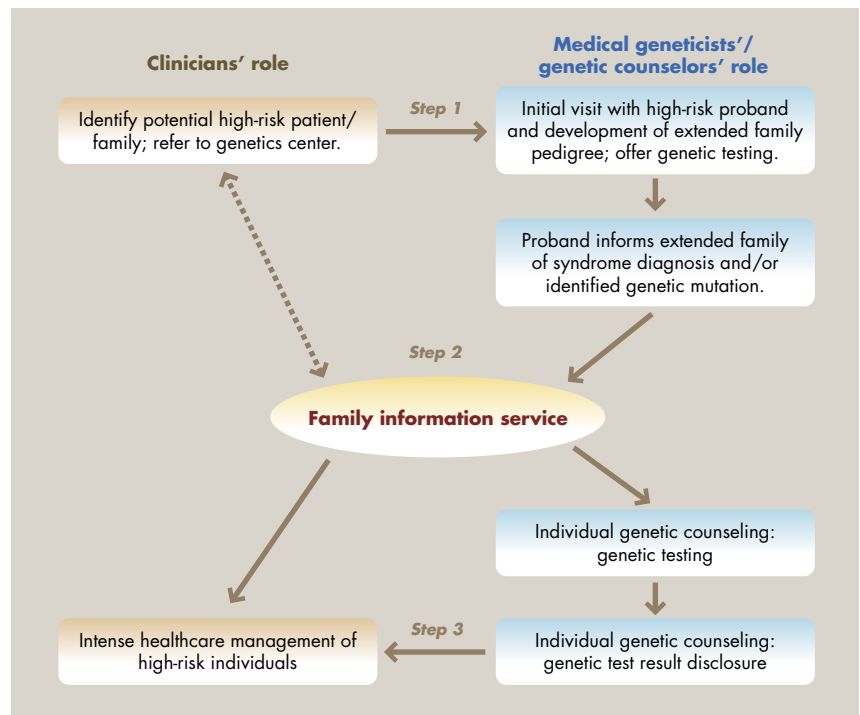 Clinicians’ role
Medical geneticists’/
genetic counselors’ role
Identify potential high-risk patient/
family; refer to genetics center.
Step 1
Initial visit with high-risk proband
and development of extended family
pedigree; offer genetic testing.
Proband informs extended family
of syndrome diagnosis and/or
identified genetic mutation.
Step 2
Family information service
Individual genetic counseling:
genetic testing
Intense healthcare management of
high-risk individuals
Step 3
Individual genetic counseling:
genetic test result disclosure